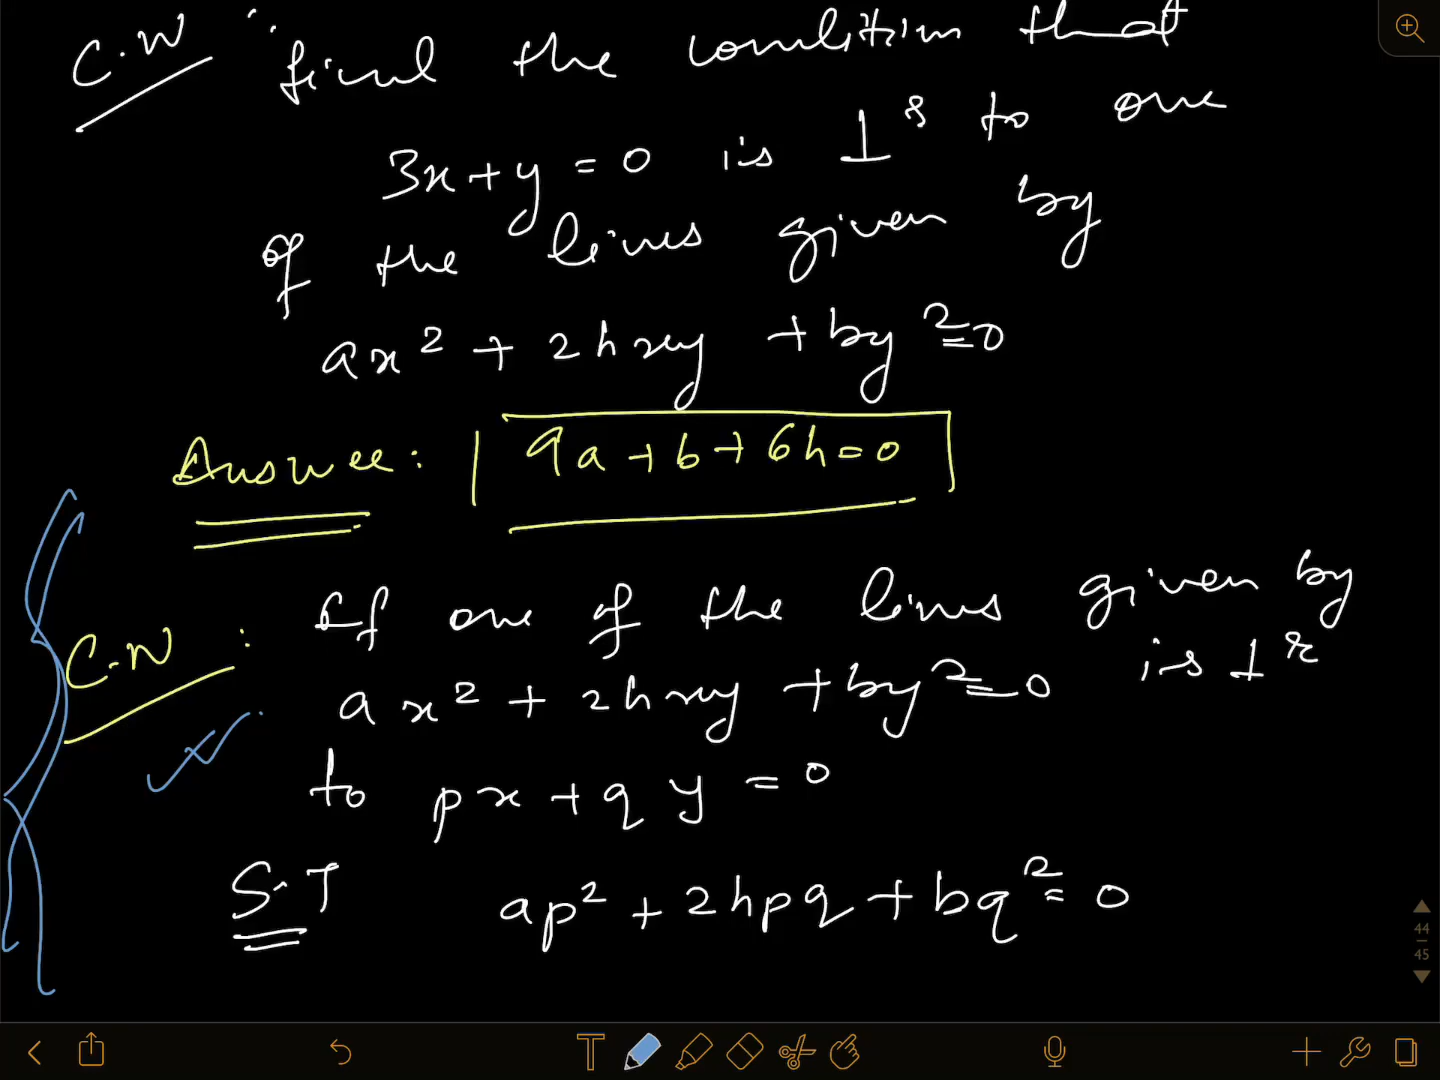 C.W "find the condition that
3x + y = 0 is ⊥r to one
of the lines given by
ax² + 2hxy + by² = 0
Answer: 9a + b + 6h = 0
C.W : If one of the lines given by
ax² + 2hxy + by² = 0 is ⊥r
to px + qy = 0
S.T ap² + 2hpq + bq² = 0
44
45
T